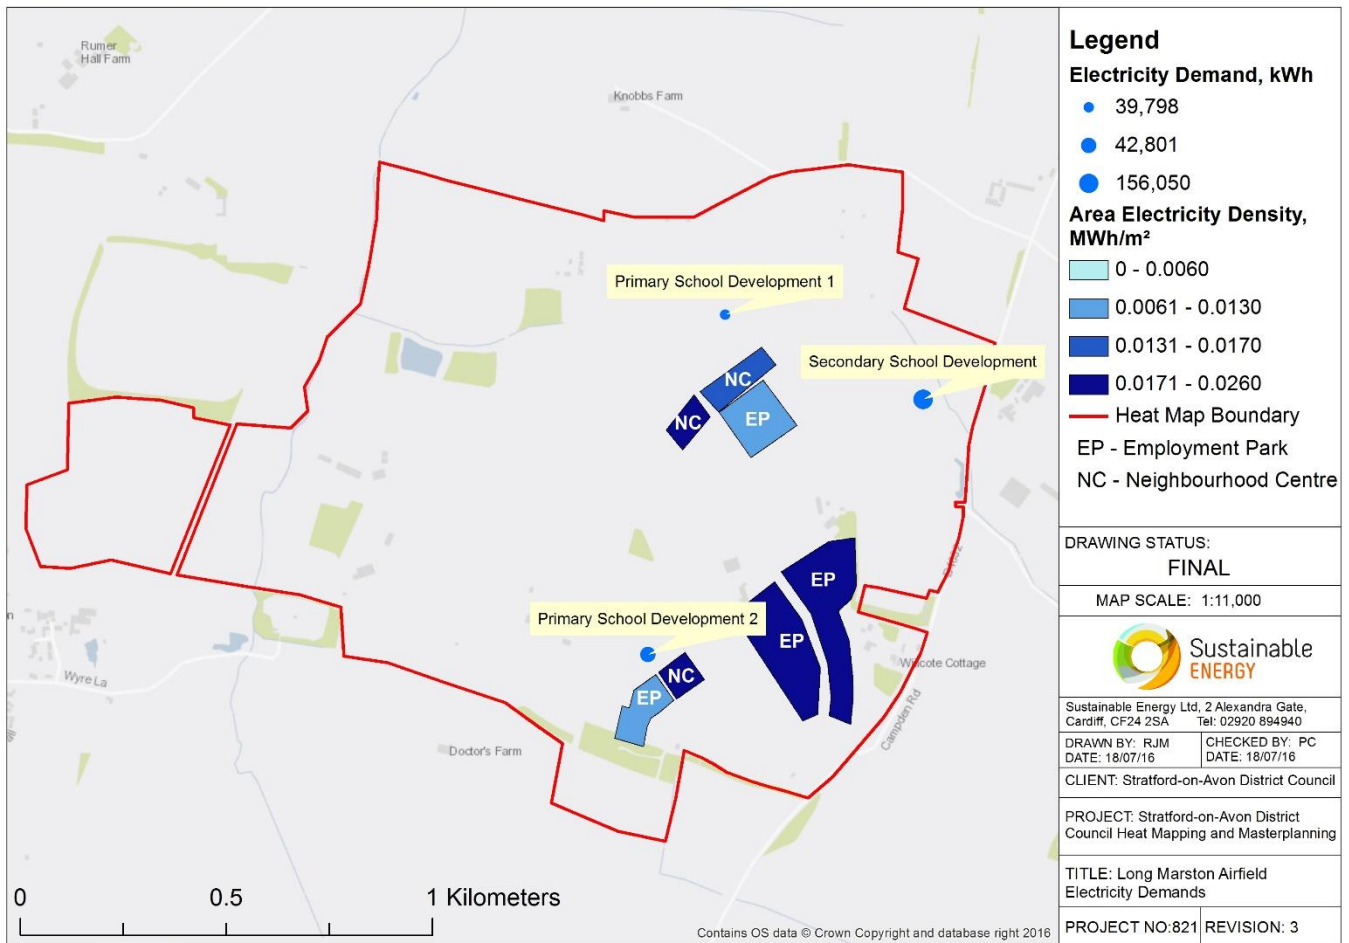 Rumer
Hall Farm
Knobbs Farm
Primary School Development 1
Secondary School Development
NC
NC
EP
EP
EP
Primary School Development 2
NC
EP
Wincote Cottage
Campden Rd
Wyre La
Doctor's Farm
0
0.5
1 Kilometers
Contains OS data © Crown Copyright and database right 2016
Legend
Electricity Demand, kWh
39,798
42,801
156,050
Area Electricity Density,
MWh/m²
0 - 0.0060
0.0061 - 0.0130
0.0131 - 0.0170
0.0171 - 0.0260
Heat Map Boundary
EP - Employment Park
NC - Neighbourhood Centre
DRAWING STATUS:
FINAL
MAP SCALE: 1:11,000
Sustainable
ENERGY
Sustainable Energy Ltd, 2 Alexandra Gate,
Cardiff, CF24 2SA Tel: 02920 894940
DRAWN BY: RJM
DATE: 18/07/16
CHECKED BY: PC
DATE: 18/07/16
CLIENT: Stratford-on-Avon District Council
PROJECT: Stratford-on-Avon District
Council Heat Mapping and Masterplanning
TITLE: Long Marston Airfield
Electricity Demands
PROJECT NO:821
REVISION: 3